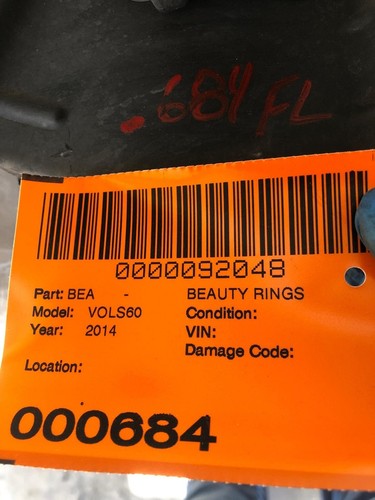 .684 FL
0000092048
Part: BEA - BEAUTY RINGS
Model: VOLS60 Condition:
Year: 2014 VIN:
Damage Code:
Location:
000684